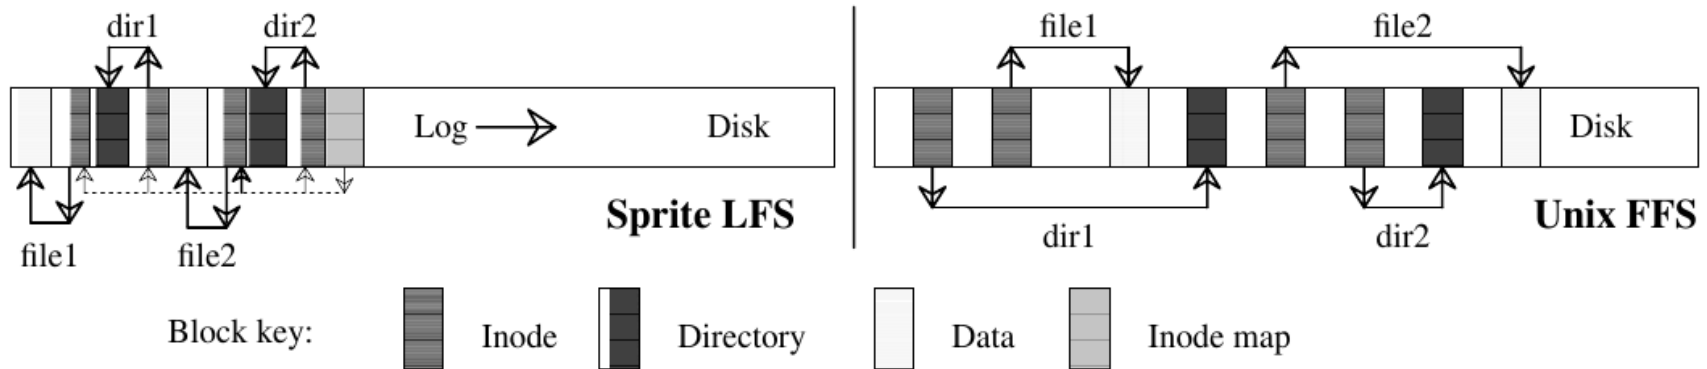 dir1 dir2
Log Disk
file1 file2
Sprite LFS
file1 file2
Disk
dir1 dir2
Unix FFS
Block key: Inode Directory Data Inode map